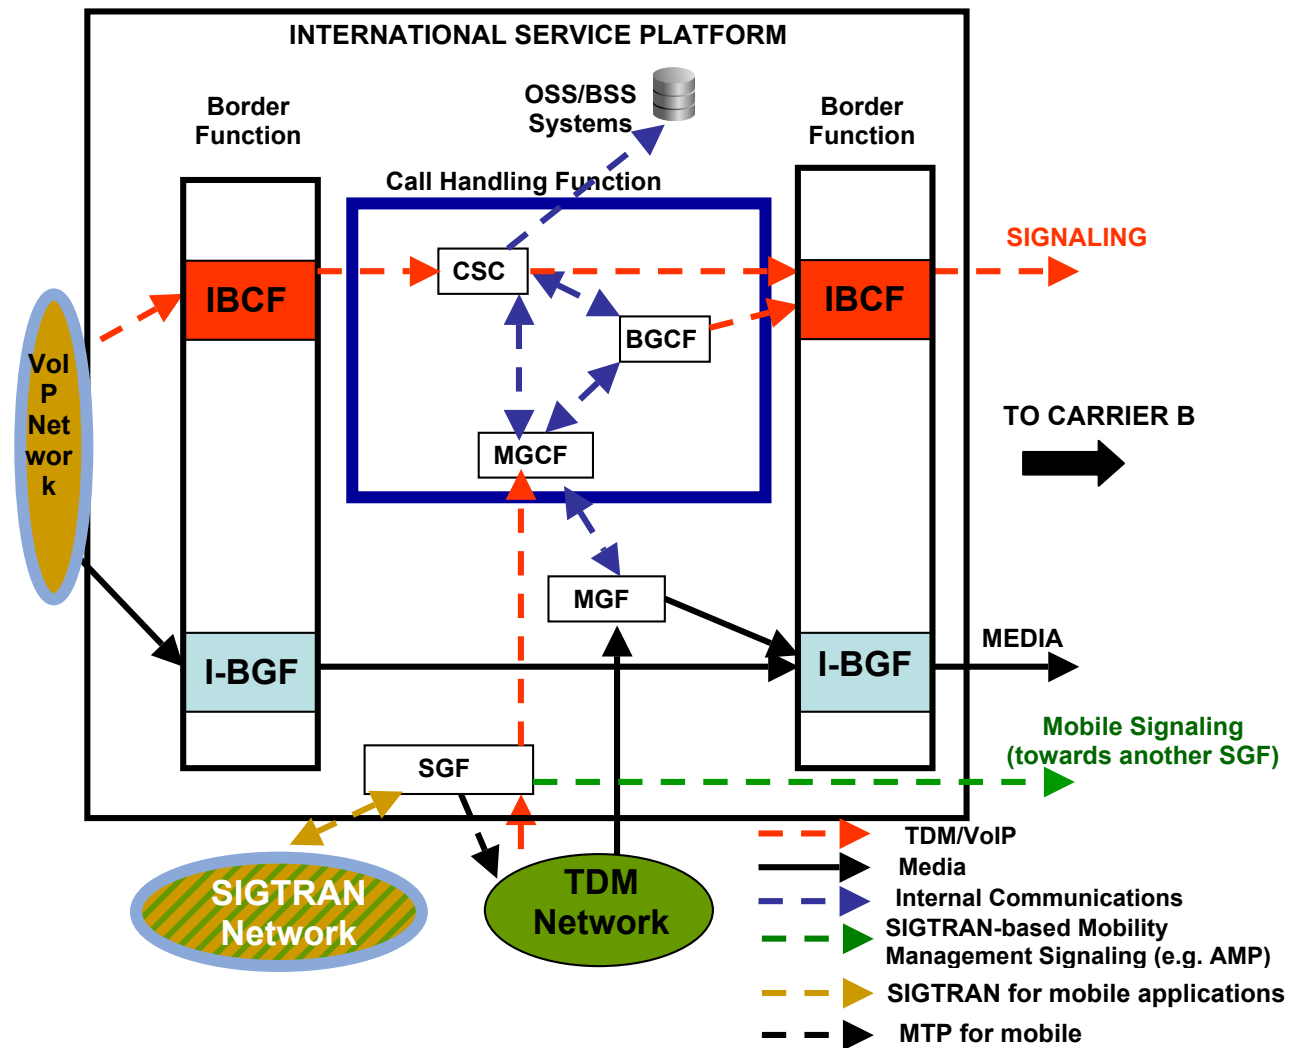 INTERNATIONAL SERVICE PLATFORM
OSS/BSS
Systems
Border
Function
Border
Function
Call Handling Function
CSC
IBCF
IBCF
SIGNALING
BGCF
VoI
P
Net
wor
k
TO CARRIER B
MGCF
MGF
I-BGF
I-BGF
MEDIA
Mobile Signaling
(towards another SGF)
SGF
SIGTRAN
Network
TDM
Network
TDM/VoIP
Media
Internal Communications
SIGTRAN-based Mobility
Management Signaling (e.g. AMP)
SIGTRAN for mobile applications
MTP for mobile